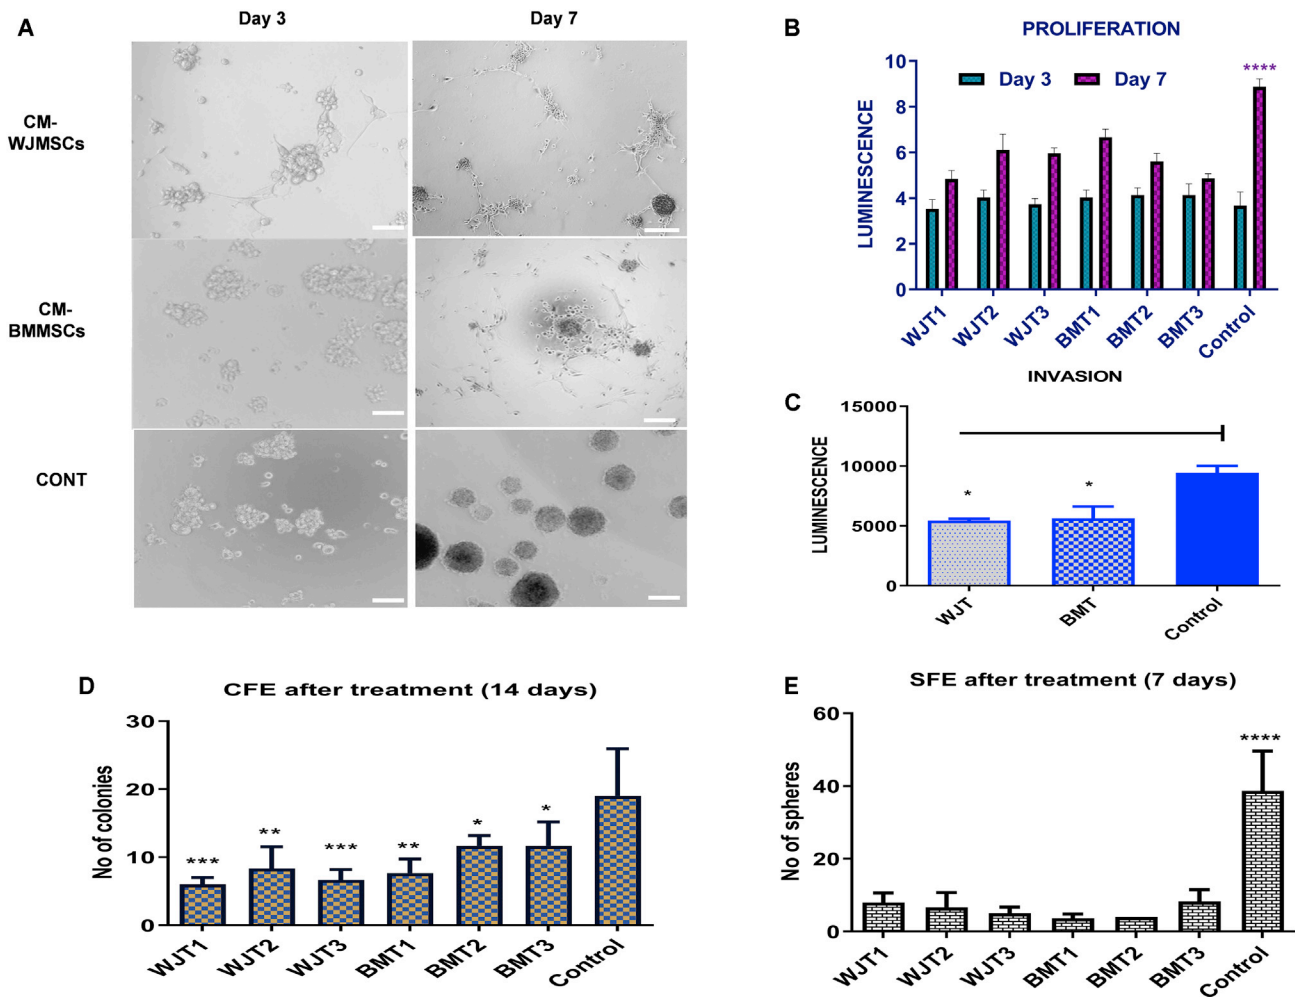 A
Day 3
Day 7
CM-
WJMSCs
CM-
BMMSCs
CONT
B
PROLIFERATION
Day 3
Day 7
****
LUMINESCENCE
10
8
6
4
2
0
WJT1
WJT2
WJT3
BMT1
BMT2
BMT3
Control
C
INVASION
LUMINESCENCE
15000
10000
5000
0
*
*
WJT
BMT
Control
D
CFE after treatment (14 days)
No of colonies
30
20
10
0
***
**
***
**
*
*
WJT1
WJT2
WJT3
BMT1
BMT2
BMT3
Control
E
SFE after treatment (7 days)
No of spheres
60
40
20
0
****
WJT1
WJT2
WJT3
BMT1
BMT2
BMT3
Control